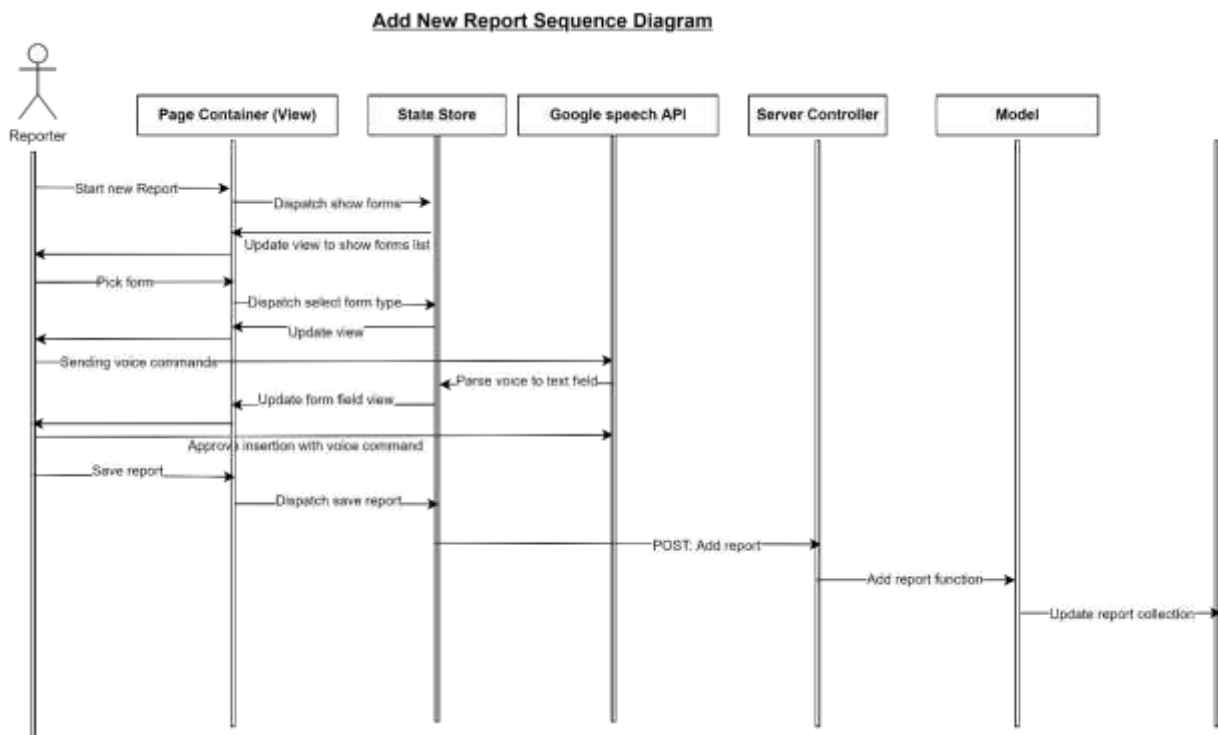 Add New Report Sequence Diagram
Reporter
Page Container (View)
State Store
Google speech API
Server Controller
Model
Start new Report
Dispatch show forms
Update view to show forms list
Pick form
Dispatch select form type
Update view
Sending voice commands
Parse voice to text field
Update form field view
Approve insertion with voice command
Save report
Dispatch save report
POST: Add report
Add report function
Update report collection